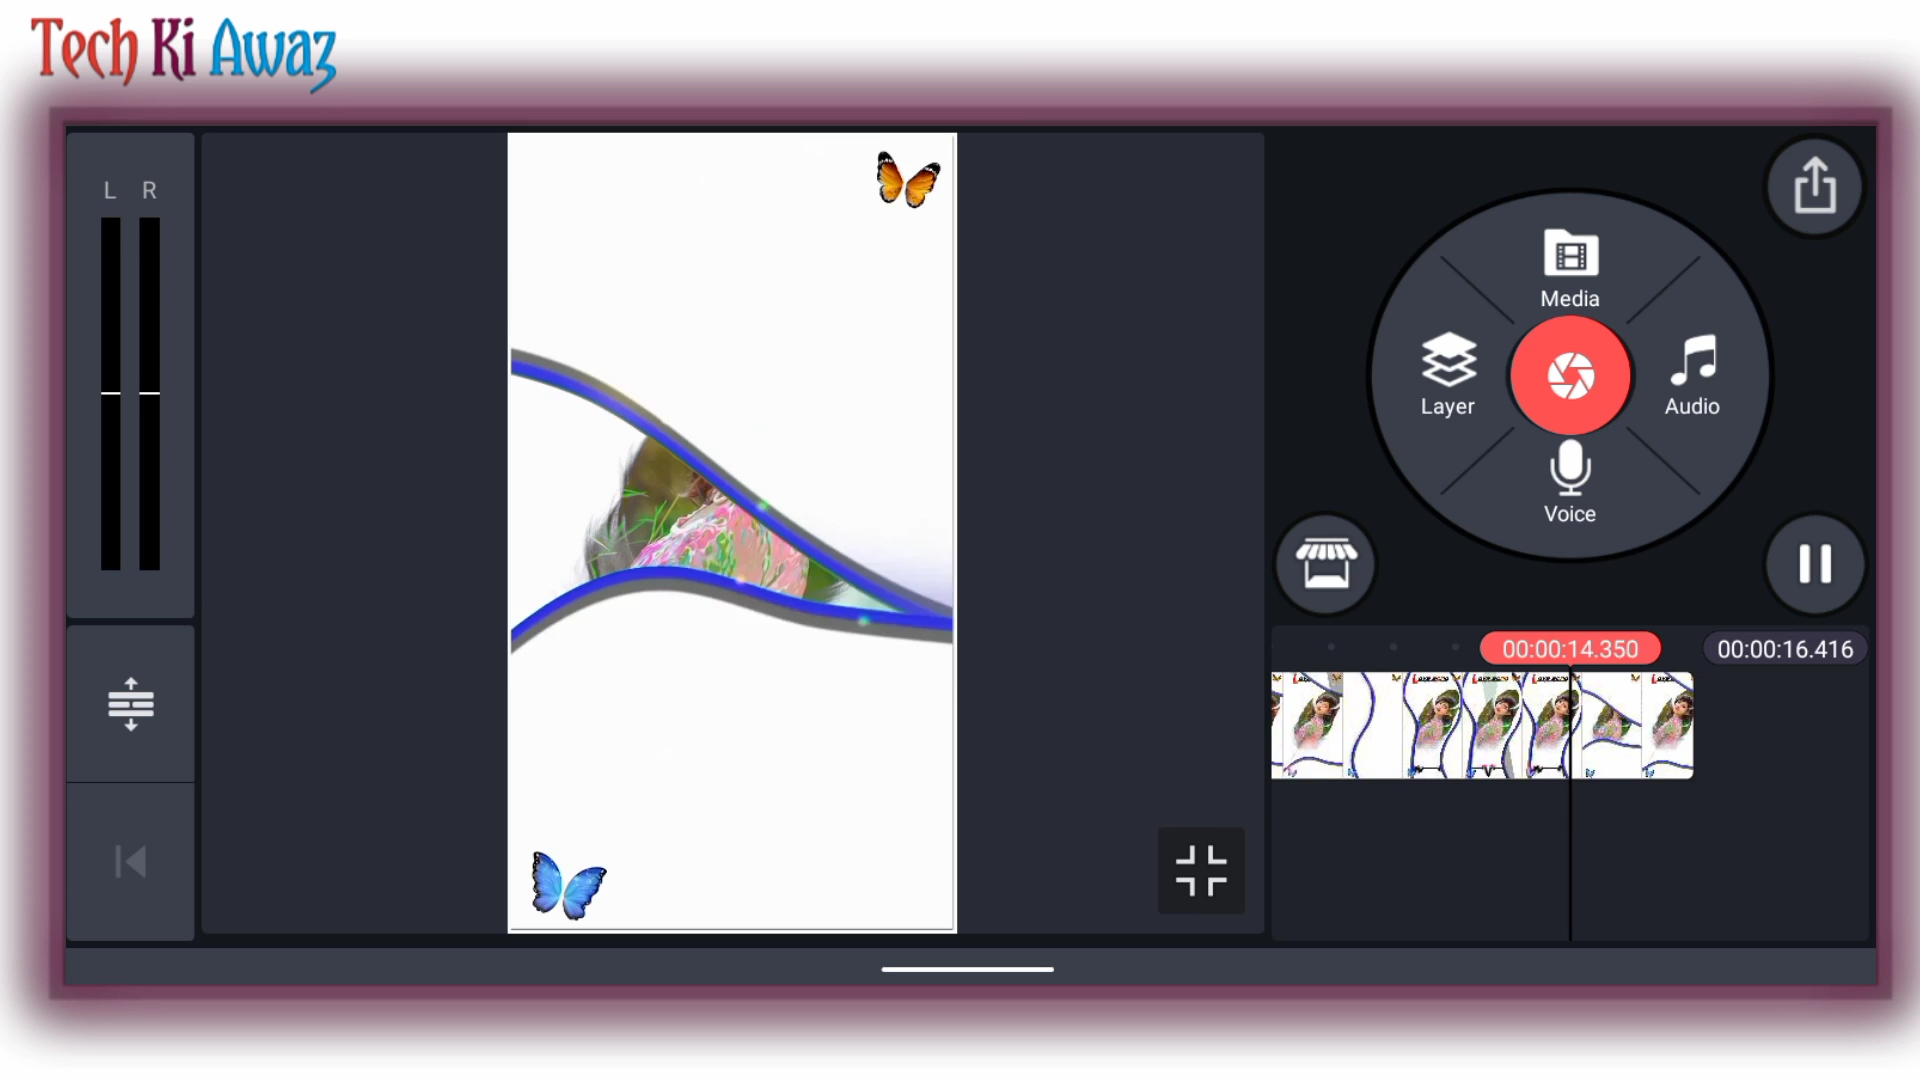 Tech Ki Awaz
L R
Media
Layer
Audio
Voice
00:00:14.350
00:00:16.416